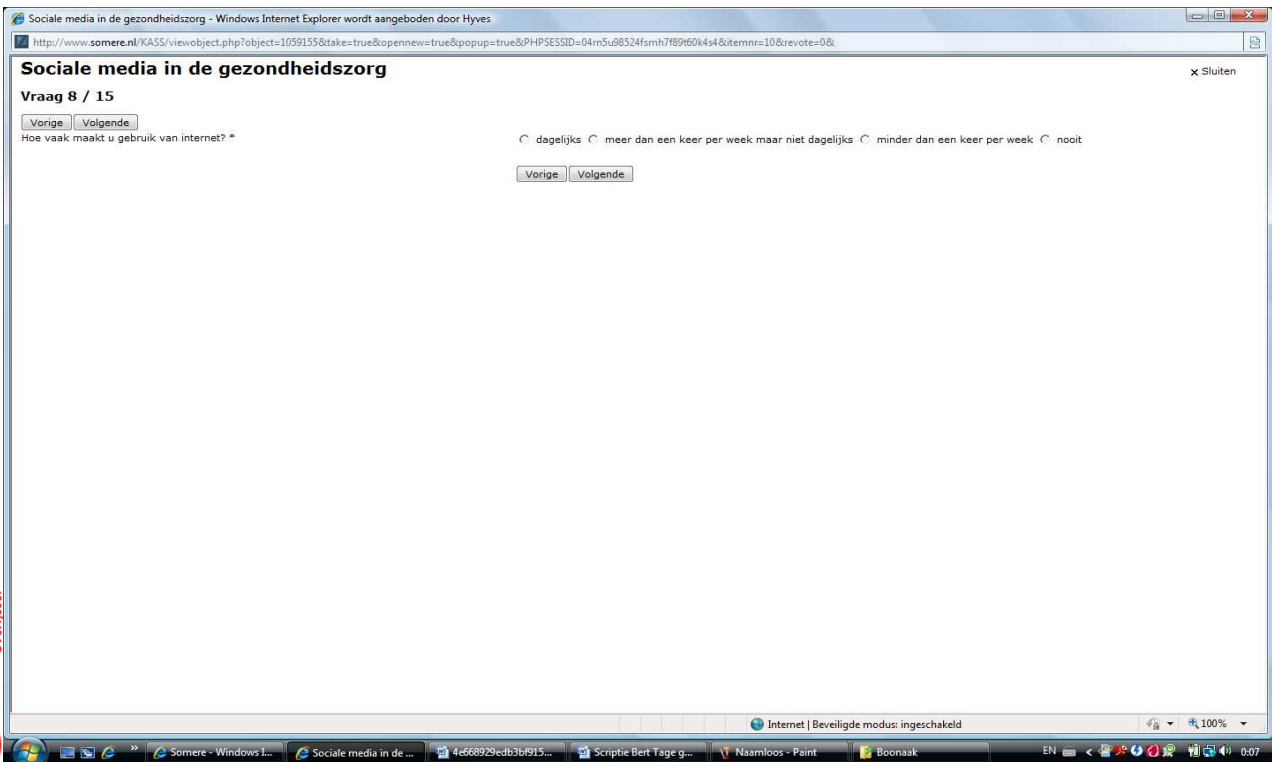 Sociale media in de gezondheidszorg - Windows Internet Explorer wordt aangeboden door Hyves
http://www.somere.nl/KASS/viewobject.php?object=1059155&take=true&opennew=true&popup=true&PHPSESSID=04rn5u98524fsmh7f89t60k4s4&itemnr=10&revote=0&
Sociale media in de gezondheidszorg
x Sluiten
Vraag 8 / 15
Vorige Volgende
Hoe vaak maakt u gebruik van internet? *
dagelijks meer dan een keer per week maar niet dagelijks minder dan een keer per week nooit
Vorige Volgende
Internet | Beveiligde modus: ingeschakeld
100%
Somere - Windows I... Sociale media in de ... 4e668929edb3bf915... Scriptie Bert Tage g... Naamloos - Paint Boonaak EN 0:07